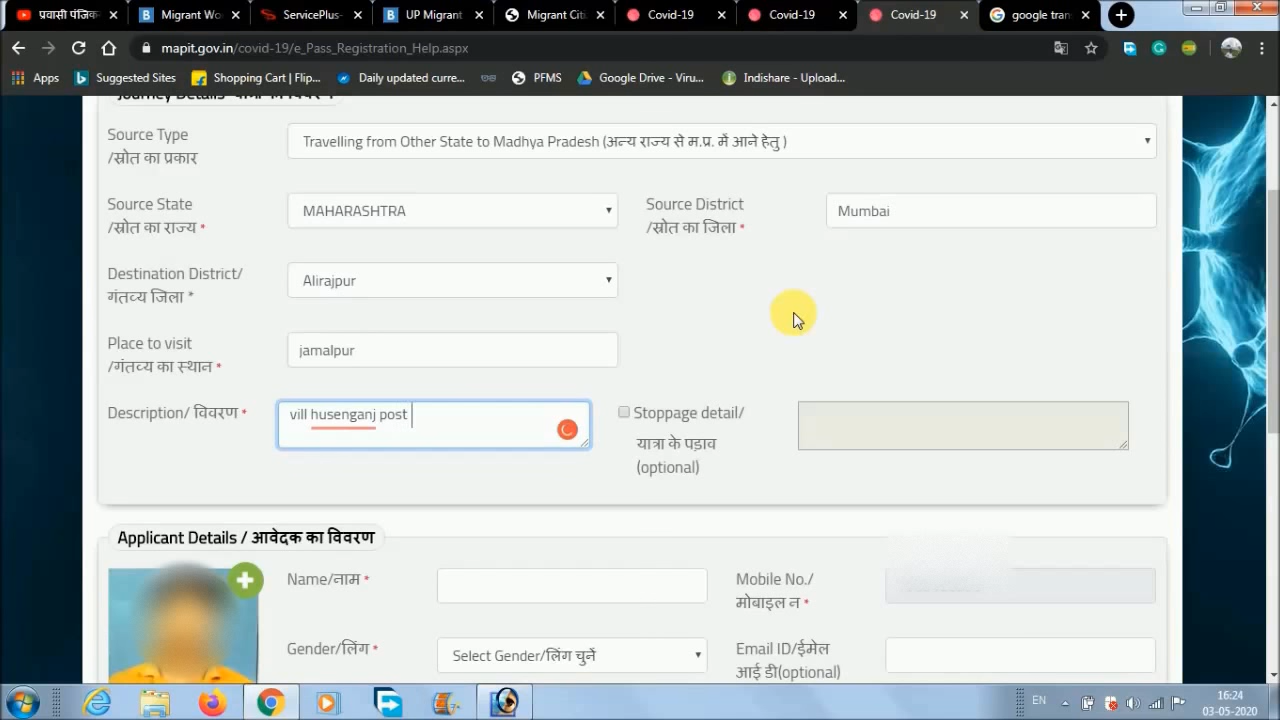 प्रवासी पंजिक
Migrant Wo
ServicePlus-
UP Migrant
Migrant Citi
Covid-19
Covid-19
Covid-19
google tran
mapit.gov.in/covid-19/e_Pass_Registration_Help.aspx
Apps
Suggested Sites
Shopping Cart | Flip...
Daily updated curre...
PFMS
Google Drive - Viru...
Indishare - Upload...
Journey Details
Source Type
/स्रोत का प्रकार
Travelling from Other State to Madhya Pradesh (अन्य राज्य से म.प्र. में आने हेतु )
Source State
/स्रोत का राज्य *
MAHARASHTRA
Source District
/स्रोत का जिला *
Mumbai
Destination District/
गंतव्य जिला *
Alirajpur
Place to visit
/गंतव्य का स्थान *
jamalpur
Description/ विवरण *
vill husenganj post
Stoppage detail/
यात्रा के पड़ाव
(optional)
Applicant Details / आवेदक का विवरण
Name/नाम *
Mobile No./
मोबाइल न *
Gender/लिंग *
Select Gender/लिंग चुनें
Email ID/ईमेल
आई डी(optional)
EN
16:24
03-05-2020